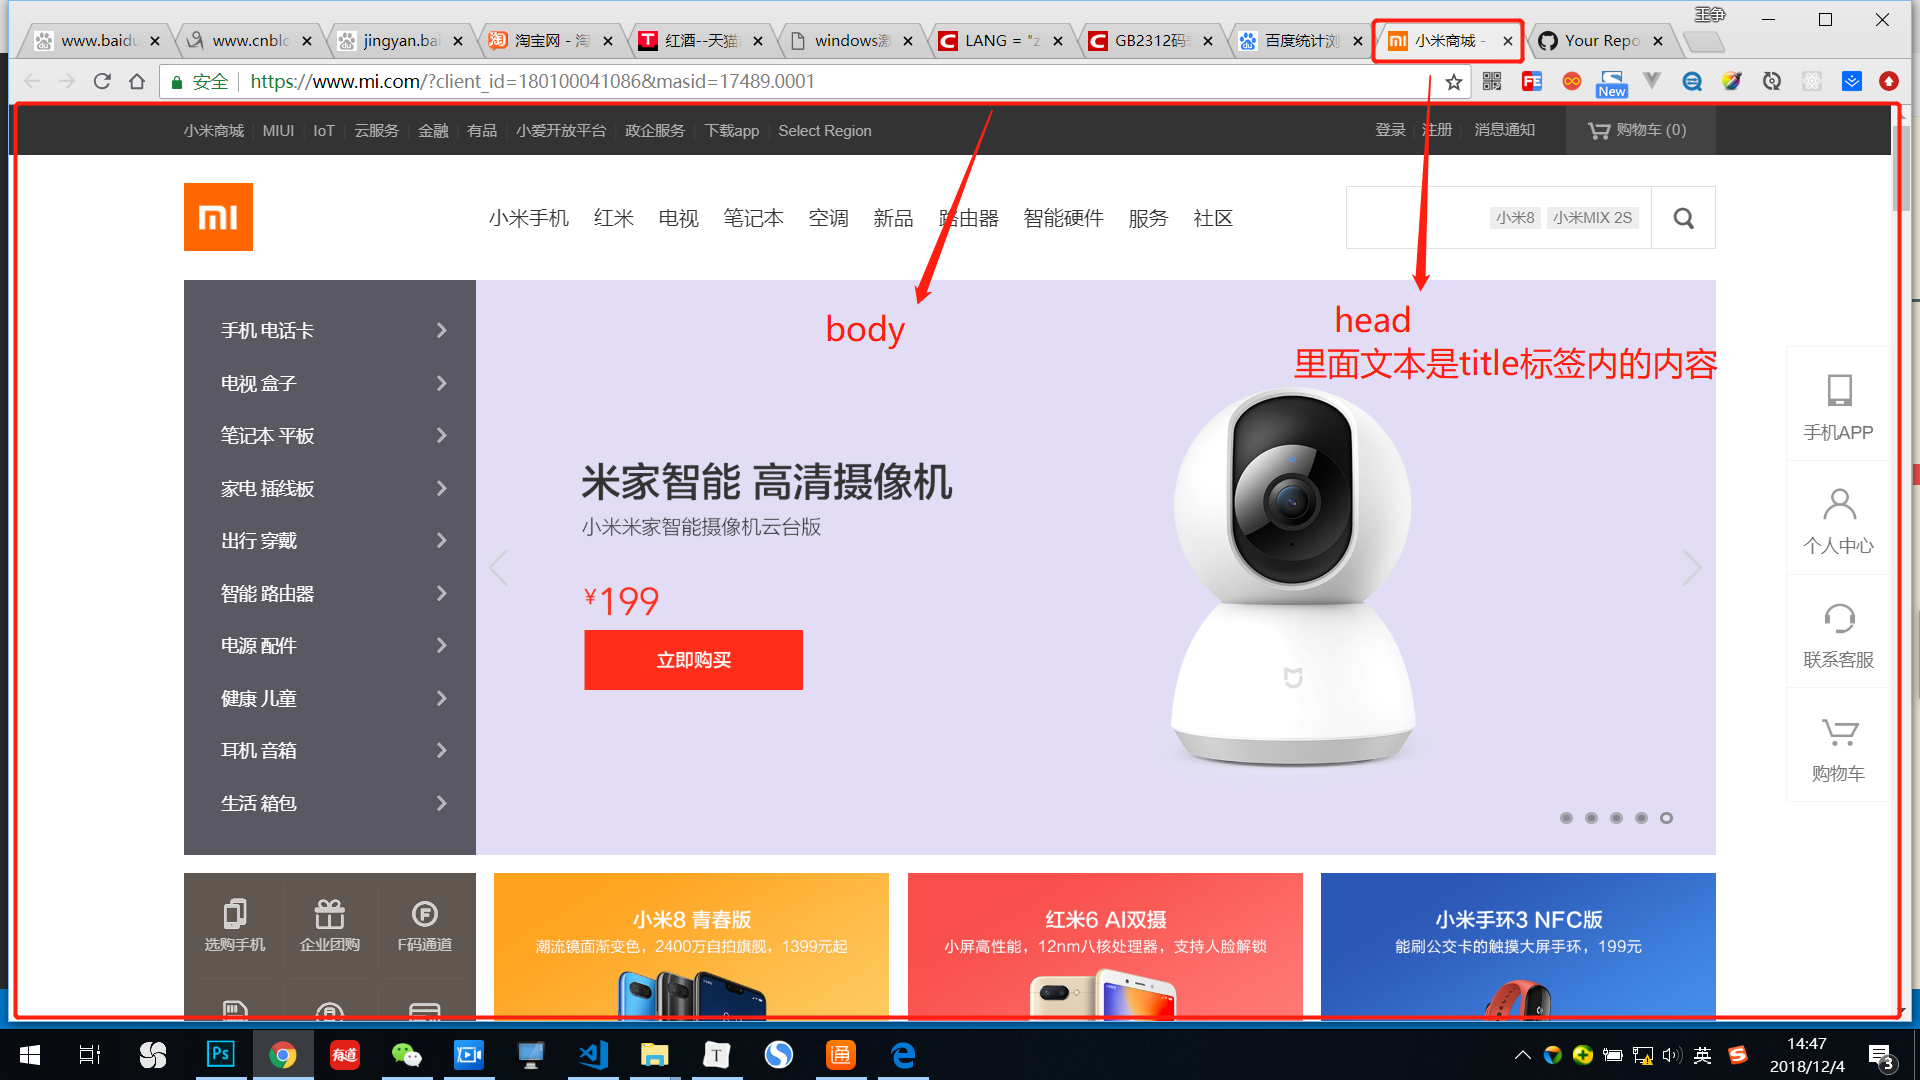 王争
www.baidu
www.cnblo
jingyan.bai
淘宝网 - 淘
红酒--天猫
windows激
LANG = "z
GB2312码
百度统计浏
小米商城 -
Your Repo
安全
https://www.mi.com/?client_id=180100041086&masid=17489.0001
New
小米商城 MIUI IoT 云服务 金融 有品 小爱开放平台 政企服务 下载app Select Region
登录 注册 消息通知 购物车 (0)
小米手机 红米 电视 笔记本 空调 新品 路由器 智能硬件 服务 社区
小米8 小米MIX 2S
body
head
里面文本是title标签内的内容
手机 电话卡
电视 盒子
笔记本 平板
家电 插线板
出行 穿戴
智能 路由器
电源 配件
健康 儿童
耳机 音箱
生活 箱包
米家智能 高清摄像机
小米米家智能摄像机云台版
¥199
立即购买
手机APP
个人中心
联系客服
购物车
选购手机
企业团购
F码通道
小米8 青春版
潮流镜面渐变色，2400万自拍旗舰，1399元起
红米6 AI双摄
小屏高性能，12nm八核处理器，支持人脸解锁
小米手环3 NFC版
能刷公交卡的触摸大屏手环，199元
Ps
有道
T
通
英
14:47
2018/12/4
3